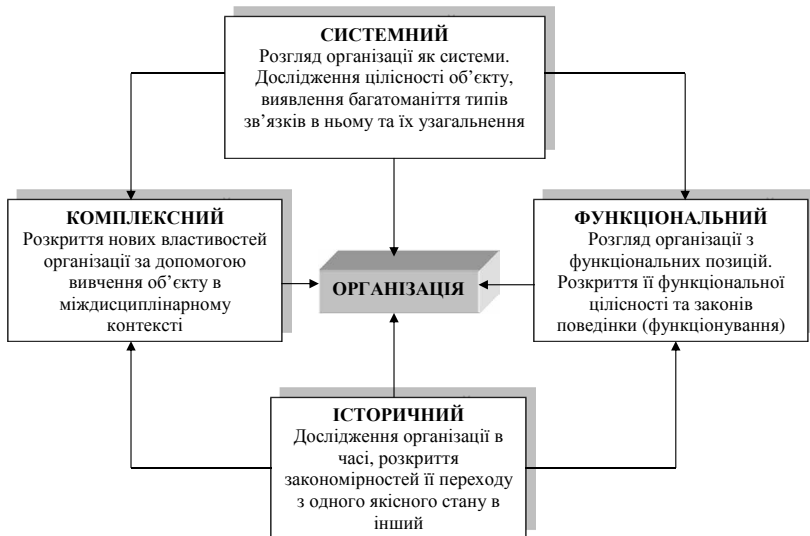 СИСТЕМНИЙ
Розгляд організації як системи.
Дослідження цілісності об’єкту,
виявлення багатоманіття типів
зв’язків в ньому та їх узагальнення
КОМПЛЕКСНИЙ
Розкриття нових властивостей
організації за допомогою
вивчення об’єкту в
міждисциплінарному
контексті
ОРГАНІЗАЦІЯ
ФУНКЦІОНАЛЬНИЙ
Розгляд організації з
функціональних позицій.
Розкриття її функціональної
цілісності та законів
поведінки (функціонування)
ІСТОРИЧНИЙ
Дослідження організації в
часі, розкриття
закономірностей її переходу
з одного якісного стану в
інший